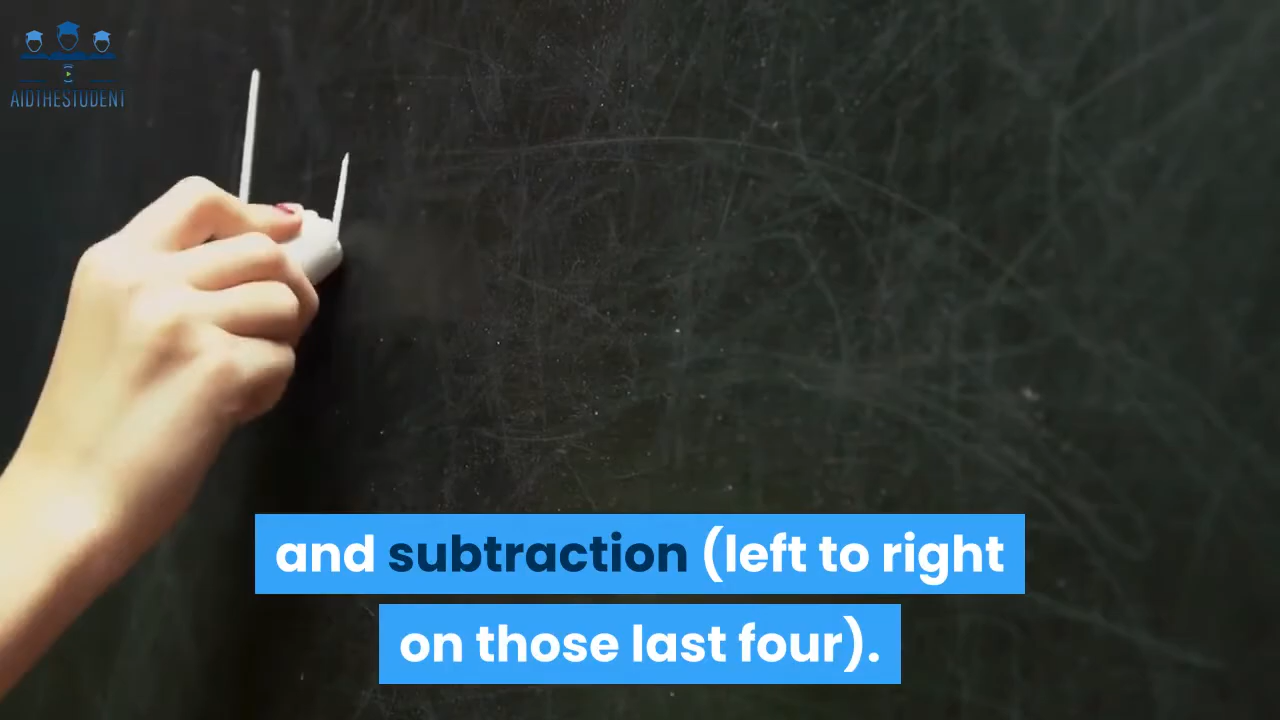 AIDTHESTUDENT
and subtraction (left to right
on those last four).